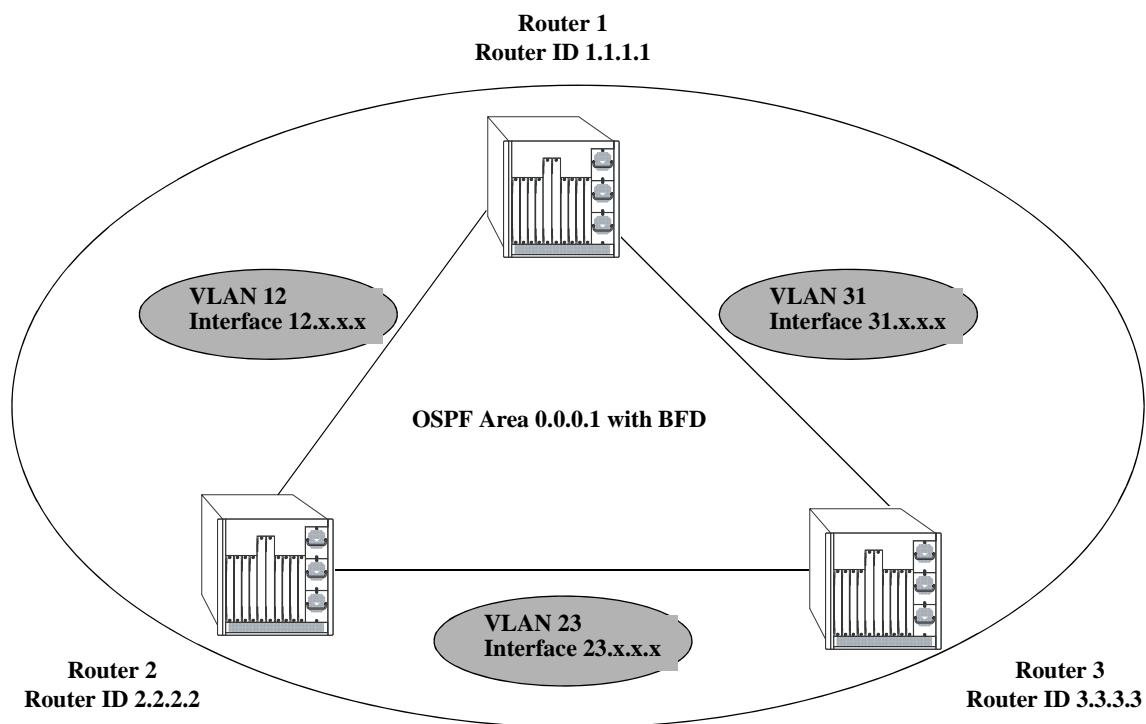 Router 1
Router ID 1.1.1.1
VLAN 12
Interface 12.x.x.x
VLAN 31
Interface 31.x.x.x
OSPF Area 0.0.0.1 with BFD
VLAN 23
Interface 23.x.x.x
Router 2
Router ID 2.2.2.2
Router 3
Router ID 3.3.3.3